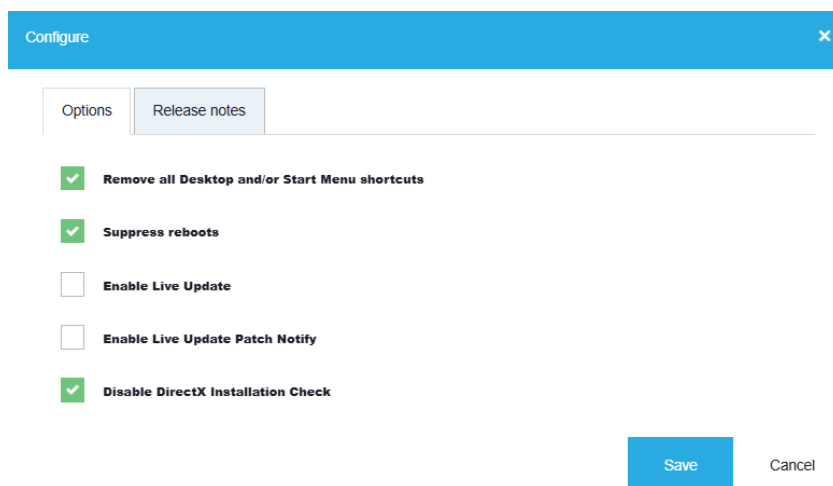 Configure
Options
Release notes
Remove all Desktop and/or Start Menu shortcuts
Suppress reboots
Enable Live Update
Enable Live Update Patch Notify
Disable DirectX Installation Check
Save
Cancel